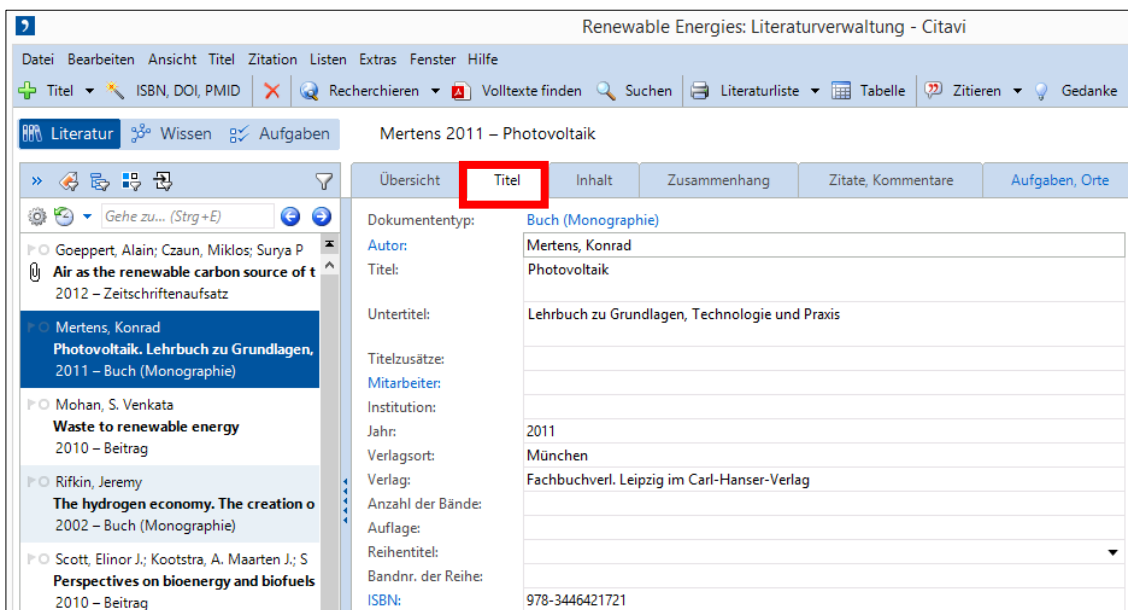 Renewable Energies: Literaturverwaltung - Citavi
Datei Bearbeiten Ansicht Titel Zitation Listen Extras Fenster Hilfe
Titel ISBN, DOI, PMID Recherchieren Volltexte finden Suchen Literaturliste Tabelle Zitieren Gedanke
Literatur Wissen Aufgaben Mertens 2011 – Photovoltaik
Übersicht Titel Inhalt Zusammenhang Zitate, Kommentare Aufgaben, Orte
Gehe zu... (Strg+E)
Goeppert, Alain; Czaun, Miklos; Surya P
Air as the renewable carbon source of t
2012 – Zeitschriftenaufsatz
Mertens, Konrad
Photovoltaik. Lehrbuch zu Grundlagen,
2011 – Buch (Monographie)
Mohan, S. Venkata
Waste to renewable energy
2010 – Beitrag
Rifkin, Jeremy
The hydrogen economy. The creation o
2002 – Buch (Monographie)
Scott, Elinor J.; Kootstra, A. Maarten J.; S
Perspectives on bioenergy and biofuels
2010 – Beitrag
Dokumententyp: Buch (Monographie)
Autor: Mertens, Konrad
Titel: Photovoltaik
Untertitel: Lehrbuch zu Grundlagen, Technologie und Praxis
Titelzusätze:
Mitarbeiter:
Institution:
Jahr: 2011
Verlagsort: München
Verlag: Fachbuchverl. Leipzig im Carl-Hanser-Verlag
Anzahl der Bände:
Auflage:
Reihentitel:
Bandnr. der Reihe:
ISBN: 978-3446421721